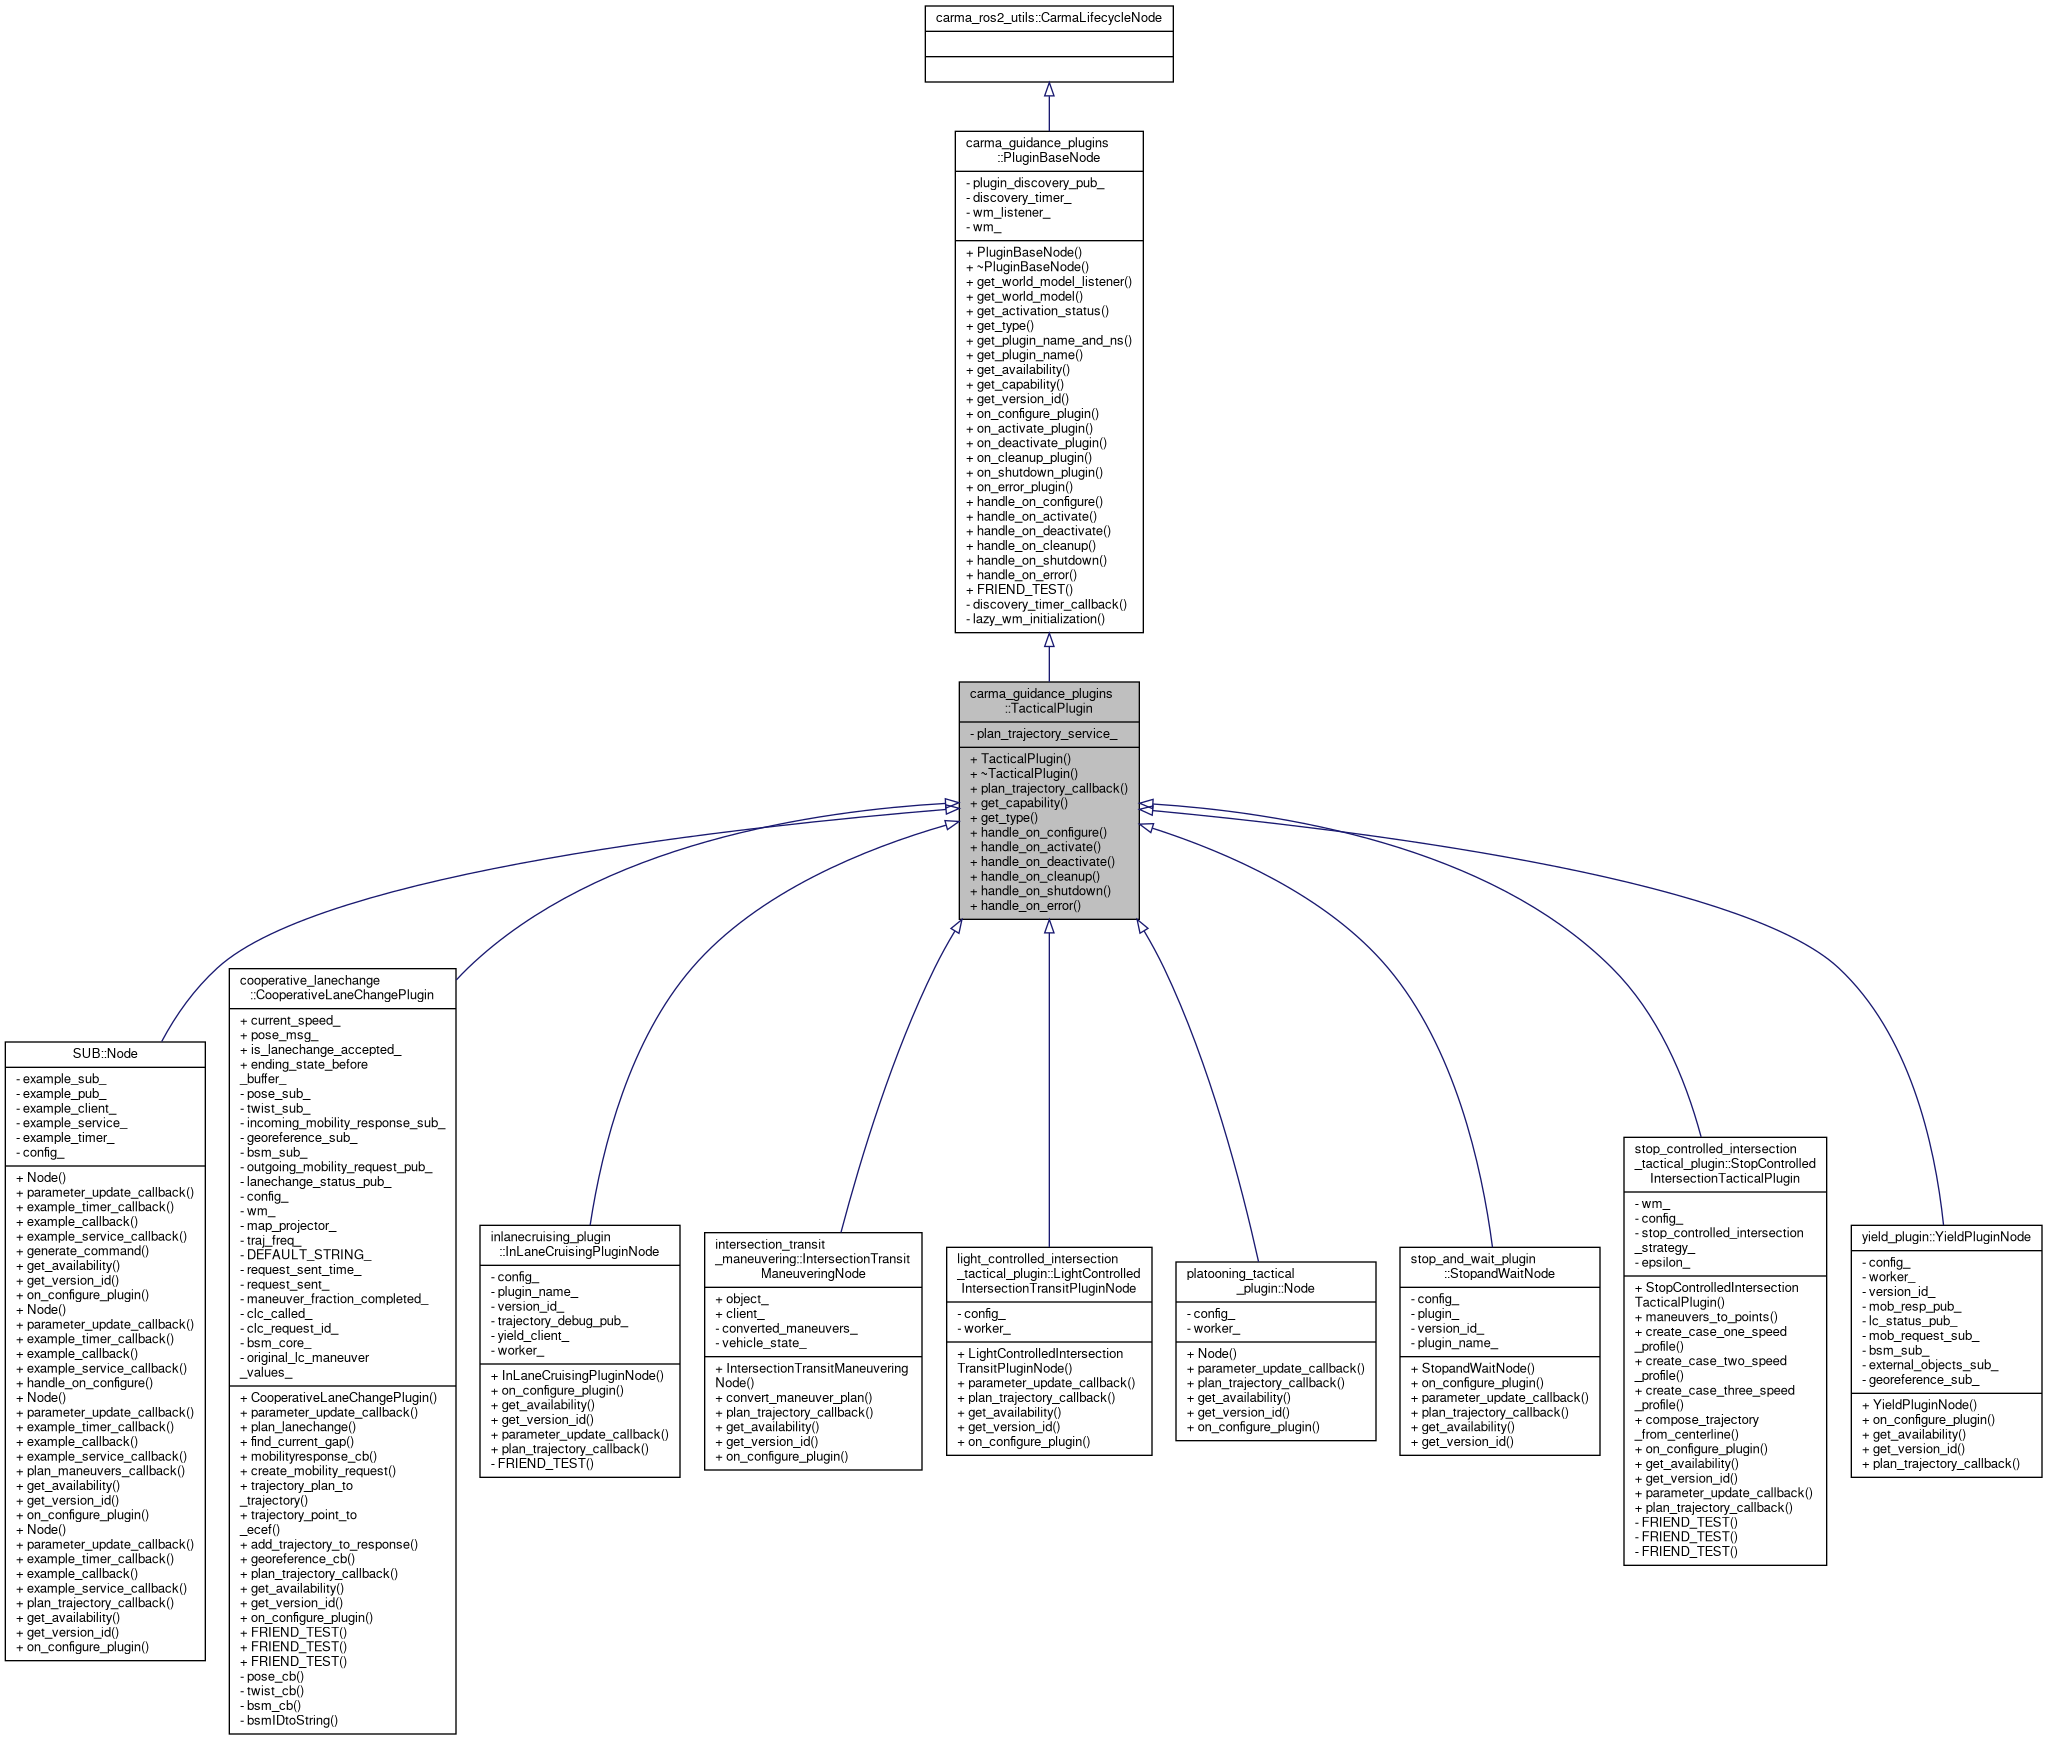 carma_ros2_utils::CarmaLifecycleNode
carma_guidance_plugins
::PluginBaseNode
- plugin_discovery_pub_
- discovery_timer_
- wm_listener_
- wm_
+ PluginBaseNode()
+ ~PluginBaseNode()
+ get_world_model_listener()
+ get_world_model()
+ get_activation_status()
+ get_type()
+ get_plugin_name_and_ns()
+ get_plugin_name()
+ get_availability()
+ get_capability()
+ get_version_id()
+ on_configure_plugin()
+ on_activate_plugin()
+ on_deactivate_plugin()
+ on_cleanup_plugin()
+ on_shutdown_plugin()
+ on_error_plugin()
+ handle_on_configure()
+ handle_on_activate()
+ handle_on_deactivate()
+ handle_on_cleanup()
+ handle_on_shutdown()
+ handle_on_error()
+ FRIEND_TEST()
- discovery_timer_callback()
- lazy_wm_initialization()
carma_guidance_plugins
::TacticalPlugin
- plan_trajectory_service_
+ TacticalPlugin()
+ ~TacticalPlugin()
+ plan_trajectory_callback()
+ get_capability()
+ get_type()
+ handle_on_configure()
+ handle_on_activate()
+ handle_on_deactivate()
+ handle_on_cleanup()
+ handle_on_shutdown()
+ handle_on_error()
SUB::Node
- example_sub_
- example_pub_
- example_client_
- example_service_
- example_timer_
- config_
+ Node()
+ parameter_update_callback()
+ example_timer_callback()
+ example_callback()
+ example_service_callback()
+ generate_command()
+ get_availability()
+ get_version_id()
+ on_configure_plugin()
+ Node()
+ parameter_update_callback()
+ example_timer_callback()
+ example_callback()
+ example_service_callback()
+ handle_on_configure()
+ Node()
+ parameter_update_callback()
+ example_timer_callback()
+ example_callback()
+ example_service_callback()
+ plan_maneuvers_callback()
+ get_availability()
+ get_version_id()
+ on_configure_plugin()
+ Node()
+ parameter_update_callback()
+ example_timer_callback()
+ example_callback()
+ example_service_callback()
+ plan_trajectory_callback()
+ get_availability()
+ get_version_id()
+ on_configure_plugin()
cooperative_lanechange
::CooperativeLaneChangePlugin
+ current_speed_
+ pose_msg_
+ is_lanechange_accepted_
+ ending_state_before
_buffer_
- pose_sub_
- twist_sub_
- incoming_mobility_response_sub_
- georeference_sub_
- bsm_sub_
- outgoing_mobility_request_pub_
- lanechange_status_pub_
- config_
- wm_
- map_projector_
- traj_freq_
- DEFAULT_STRING_
- request_sent_time_
- request_sent_
- maneuver_fraction_completed_
- clc_called_
- clc_request_id_
- bsm_core_
- original_lc_maneuver
_values_
+ CooperativeLaneChangePlugin()
+ parameter_update_callback()
+ plan_lanechange()
+ find_current_gap()
+ mobilityresponse_cb()
+ create_mobility_request()
+ trajectory_plan_to
_trajectory()
+ trajectory_point_to
_ecef()
+ add_trajectory_to_response()
+ georeference_cb()
+ plan_trajectory_callback()
+ get_availability()
+ get_version_id()
+ on_configure_plugin()
+ FRIEND_TEST()
+ FRIEND_TEST()
+ FRIEND_TEST()
- pose_cb()
- twist_cb()
- bsm_cb()
- bsmIDtoString()
inlanecruising_plugin
::InLaneCruisingPluginNode
- config_
- plugin_name_
- version_id_
- trajectory_debug_pub_
- yield_client_
- worker_
+ InLaneCruisingPluginNode()
+ on_configure_plugin()
+ get_availability()
+ get_version_id()
+ parameter_update_callback()
+ plan_trajectory_callback()
- FRIEND_TEST()
intersection_transit
_maneuvering::IntersectionTransit
ManeuveringNode
+ object_
+ client_
- converted_maneuvers_
- vehicle_state_
+ IntersectionTransitManeuvering
Node()
+ convert_maneuver_plan()
+ plan_trajectory_callback()
+ get_availability()
+ get_version_id()
+ on_configure_plugin()
light_controlled_intersection
_tactical_plugin::LightControlled
IntersectionTransitPluginNode
- config_
- worker_
+ LightControlledIntersection
TransitPluginNode()
+ parameter_update_callback()
+ plan_trajectory_callback()
+ get_availability()
+ get_version_id()
+ on_configure_plugin()
platooning_tactical
_plugin::Node
- config_
- worker_
+ Node()
+ parameter_update_callback()
+ plan_trajectory_callback()
+ get_availability()
+ get_version_id()
+ on_configure_plugin()
stop_and_wait_plugin
::StopandWaitNode
- config_
- plugin_
- version_id_
- plugin_name_
+ StopandWaitNode()
+ on_configure_plugin()
+ parameter_update_callback()
+ plan_trajectory_callback()
+ get_availability()
+ get_version_id()
stop_controlled_intersection
_tactical_plugin::StopControlled
IntersectionTacticalPlugin
- wm_
- config_
- stop_controlled_intersection
_strategy_
- epsilon_
+ StopControlledIntersection
TacticalPlugin()
+ maneuvers_to_points()
+ create_case_one_speed
_profile()
+ create_case_two_speed
_profile()
+ create_case_three_speed
_profile()
+ compose_trajectory
_from_centerline()
+ on_configure_plugin()
+ get_availability()
+ get_version_id()
+ parameter_update_callback()
+ plan_trajectory_callback()
- FRIEND_TEST()
- FRIEND_TEST()
- FRIEND_TEST()
yield_plugin::YieldPluginNode
- config_
- worker_
- version_id_
- mob_resp_pub_
- lc_status_pub_
- mob_request_sub_
- bsm_sub_
- external_objects_sub_
- georeference_sub_
+ YieldPluginNode()
+ on_configure_plugin()
+ get_availability()
+ get_version_id()
+ plan_trajectory_callback()